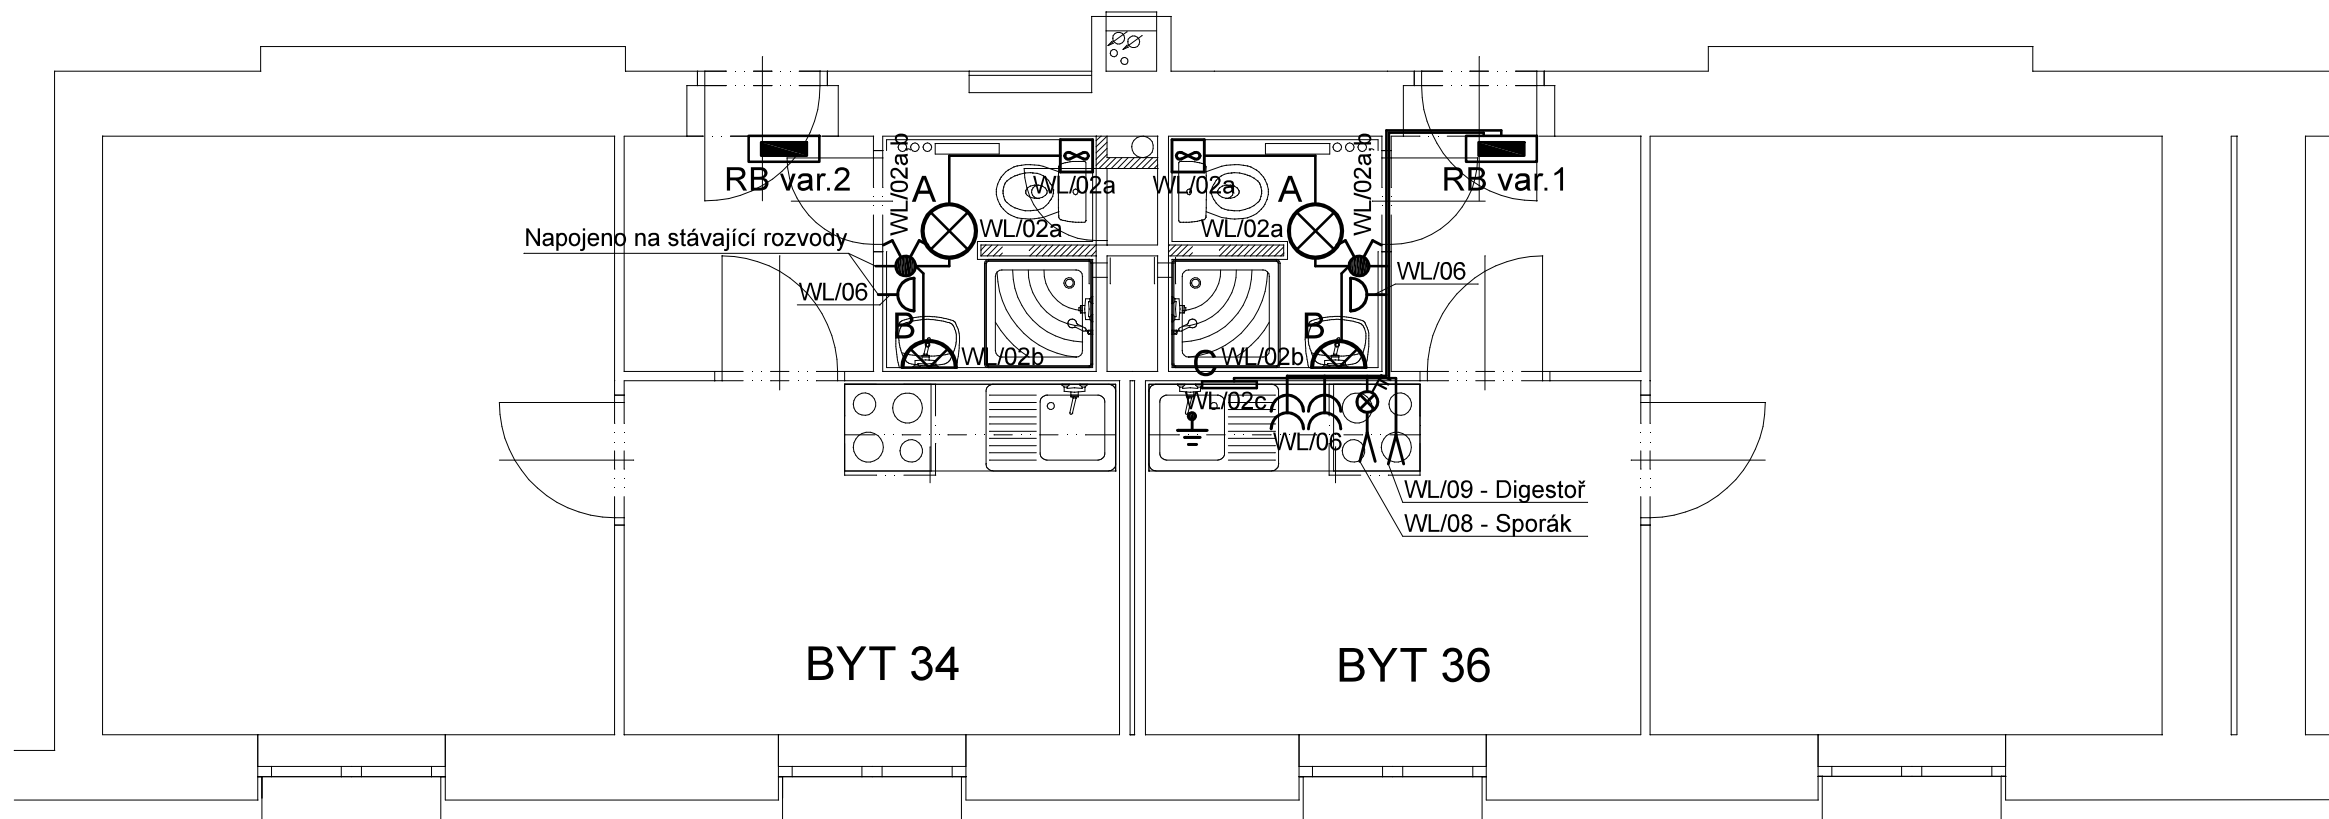 WL/02a,b
WL/02a,b
RB var.2
A
WL/02a
WL/02a
A
RB var.1
Napojeno na stávající rozvody
WL/02a
WL/02a
WL/06
WL/06
B
B
WL/02b
C
WL/02b
WL/02c
WL/06
WL/09 - Digestoř
WL/08 - Sporák
BYT 34
BYT 36